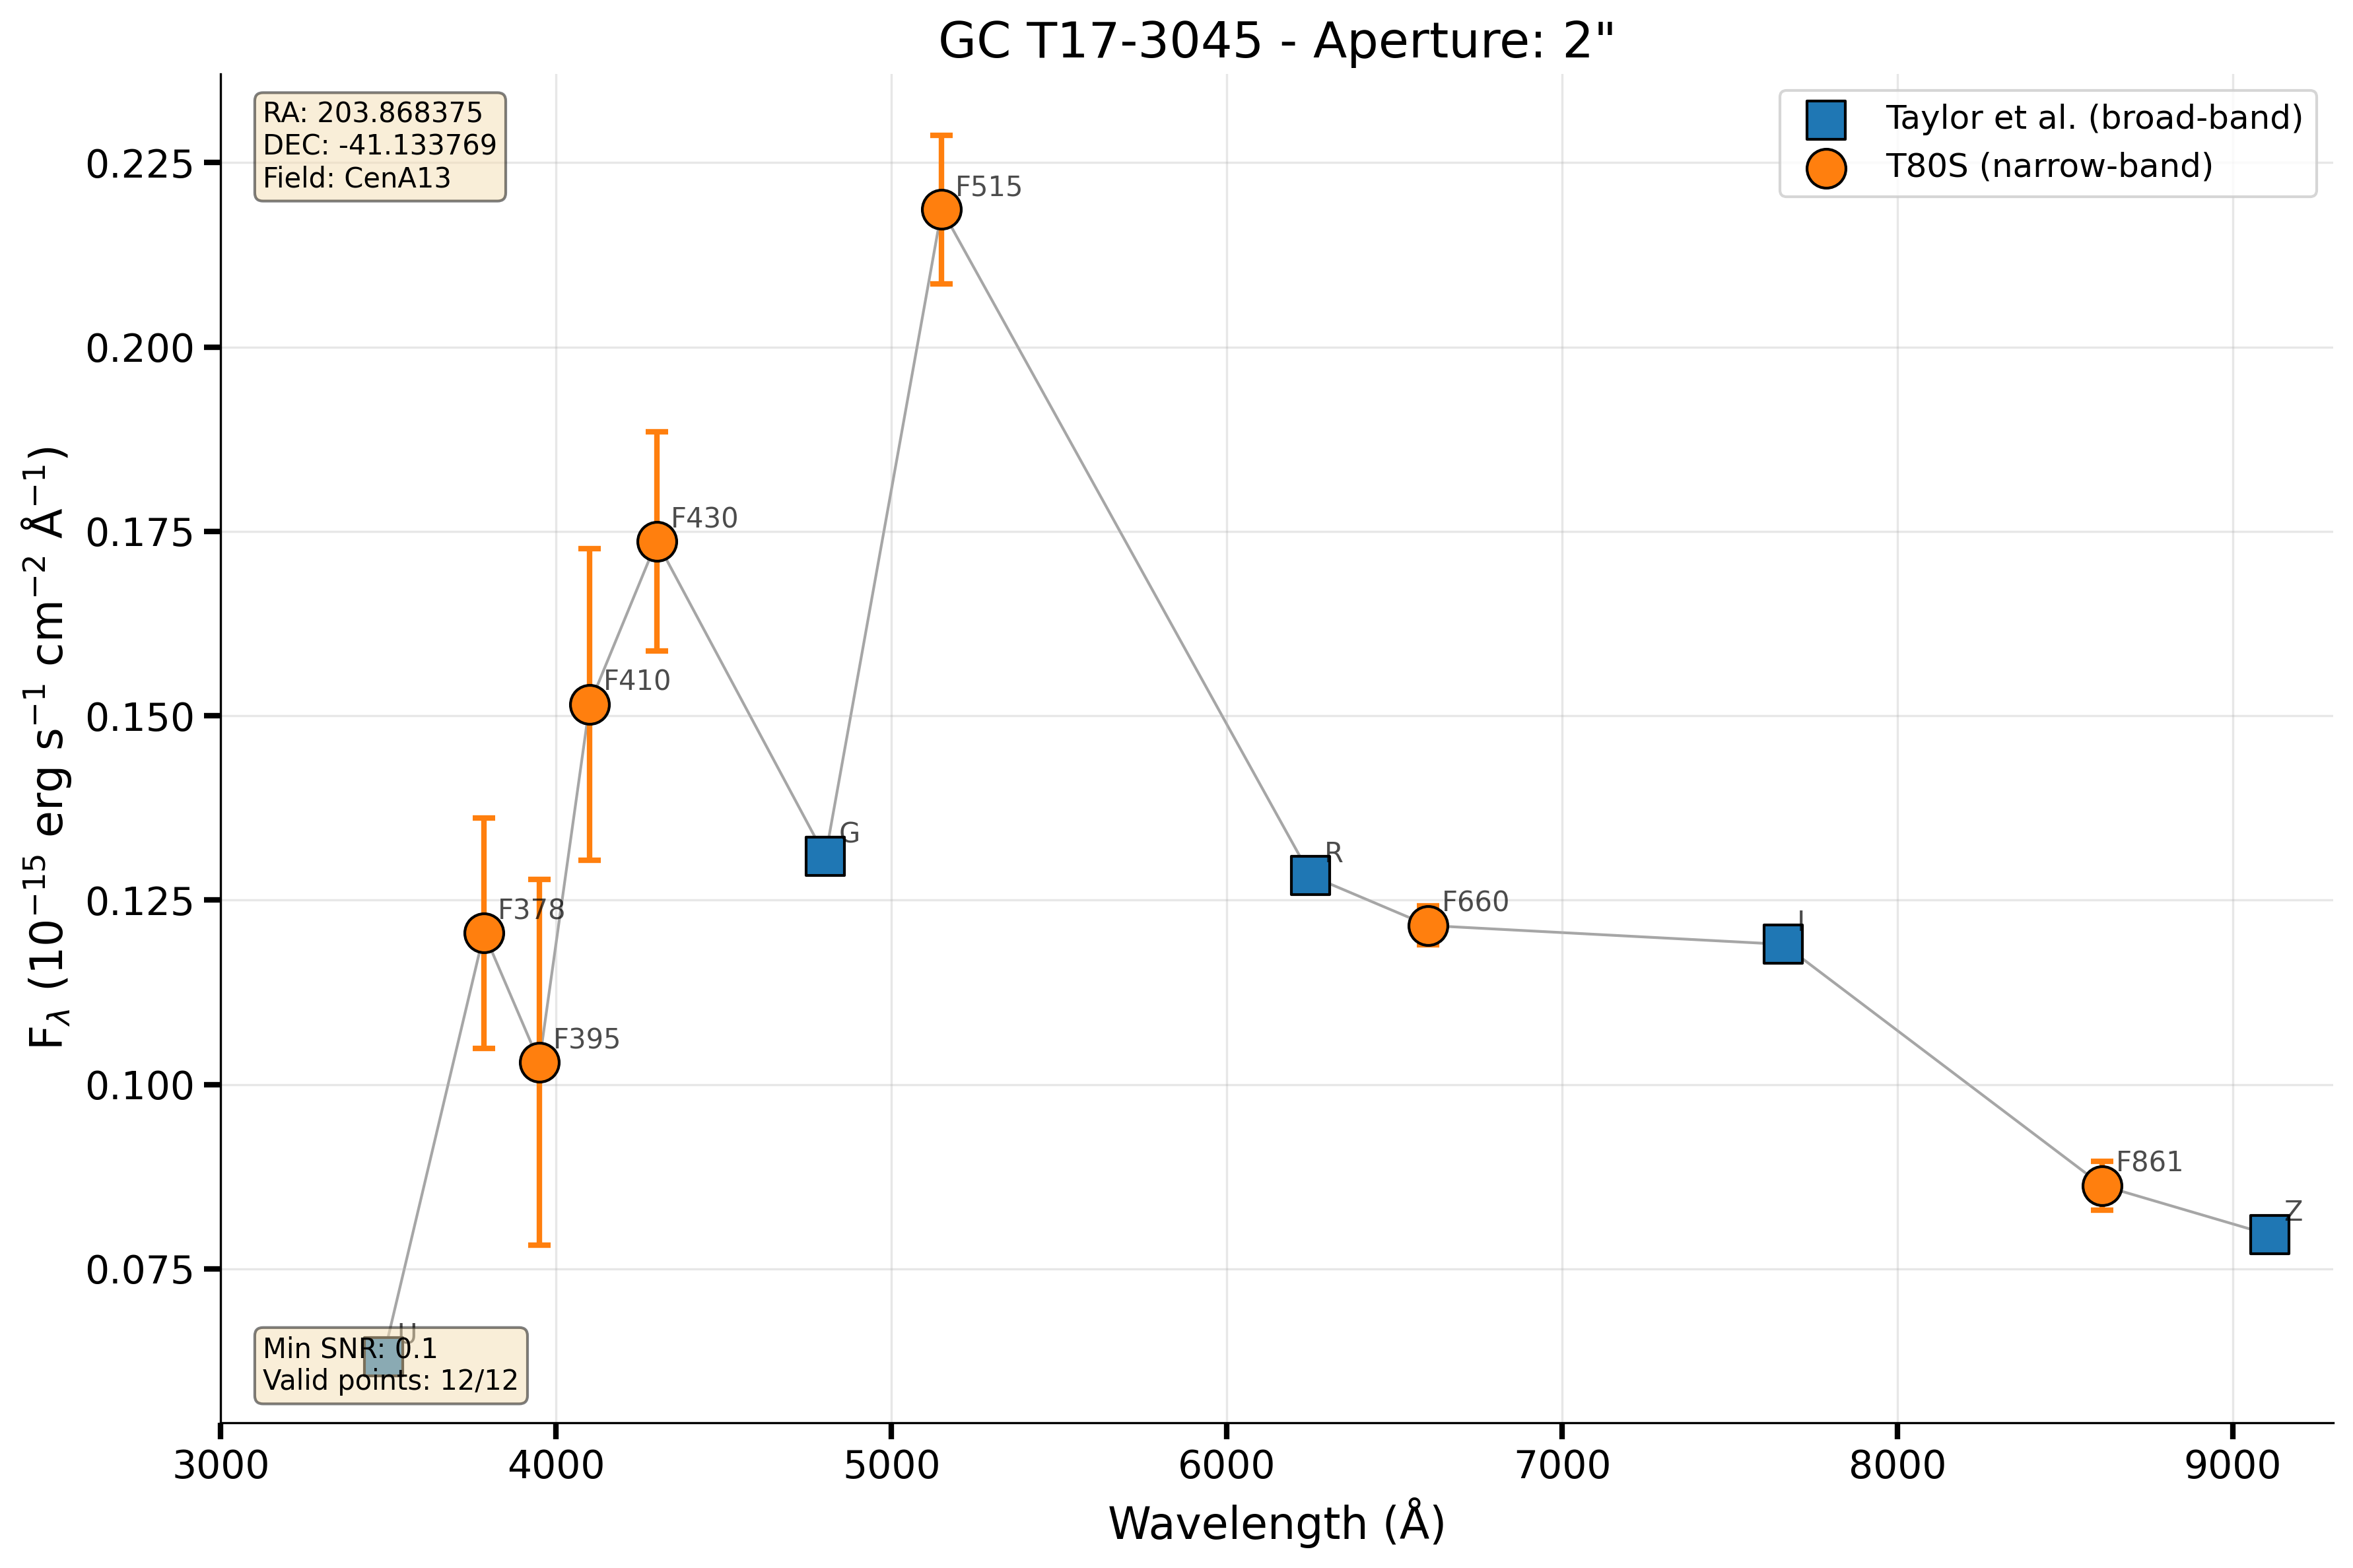 GC T17-3045 - Aperture: 2"
RA: 203.868375
DEC: -41.133769
Field: CenA13
Taylor et al. (broad-band)
T80S (narrow-band)
F515
F430
F410
G
R
F378
F660
I
F395
F861
Z
U
Min SNR: 0.1
Valid points: 12/12
0.225
0.200
0.175
0.150
0.125
0.100
0.075
F_λ (10⁻¹⁵ erg s⁻¹ cm⁻² Å⁻¹)
3000 4000 5000 6000 7000 8000 9000
Wavelength (Å)